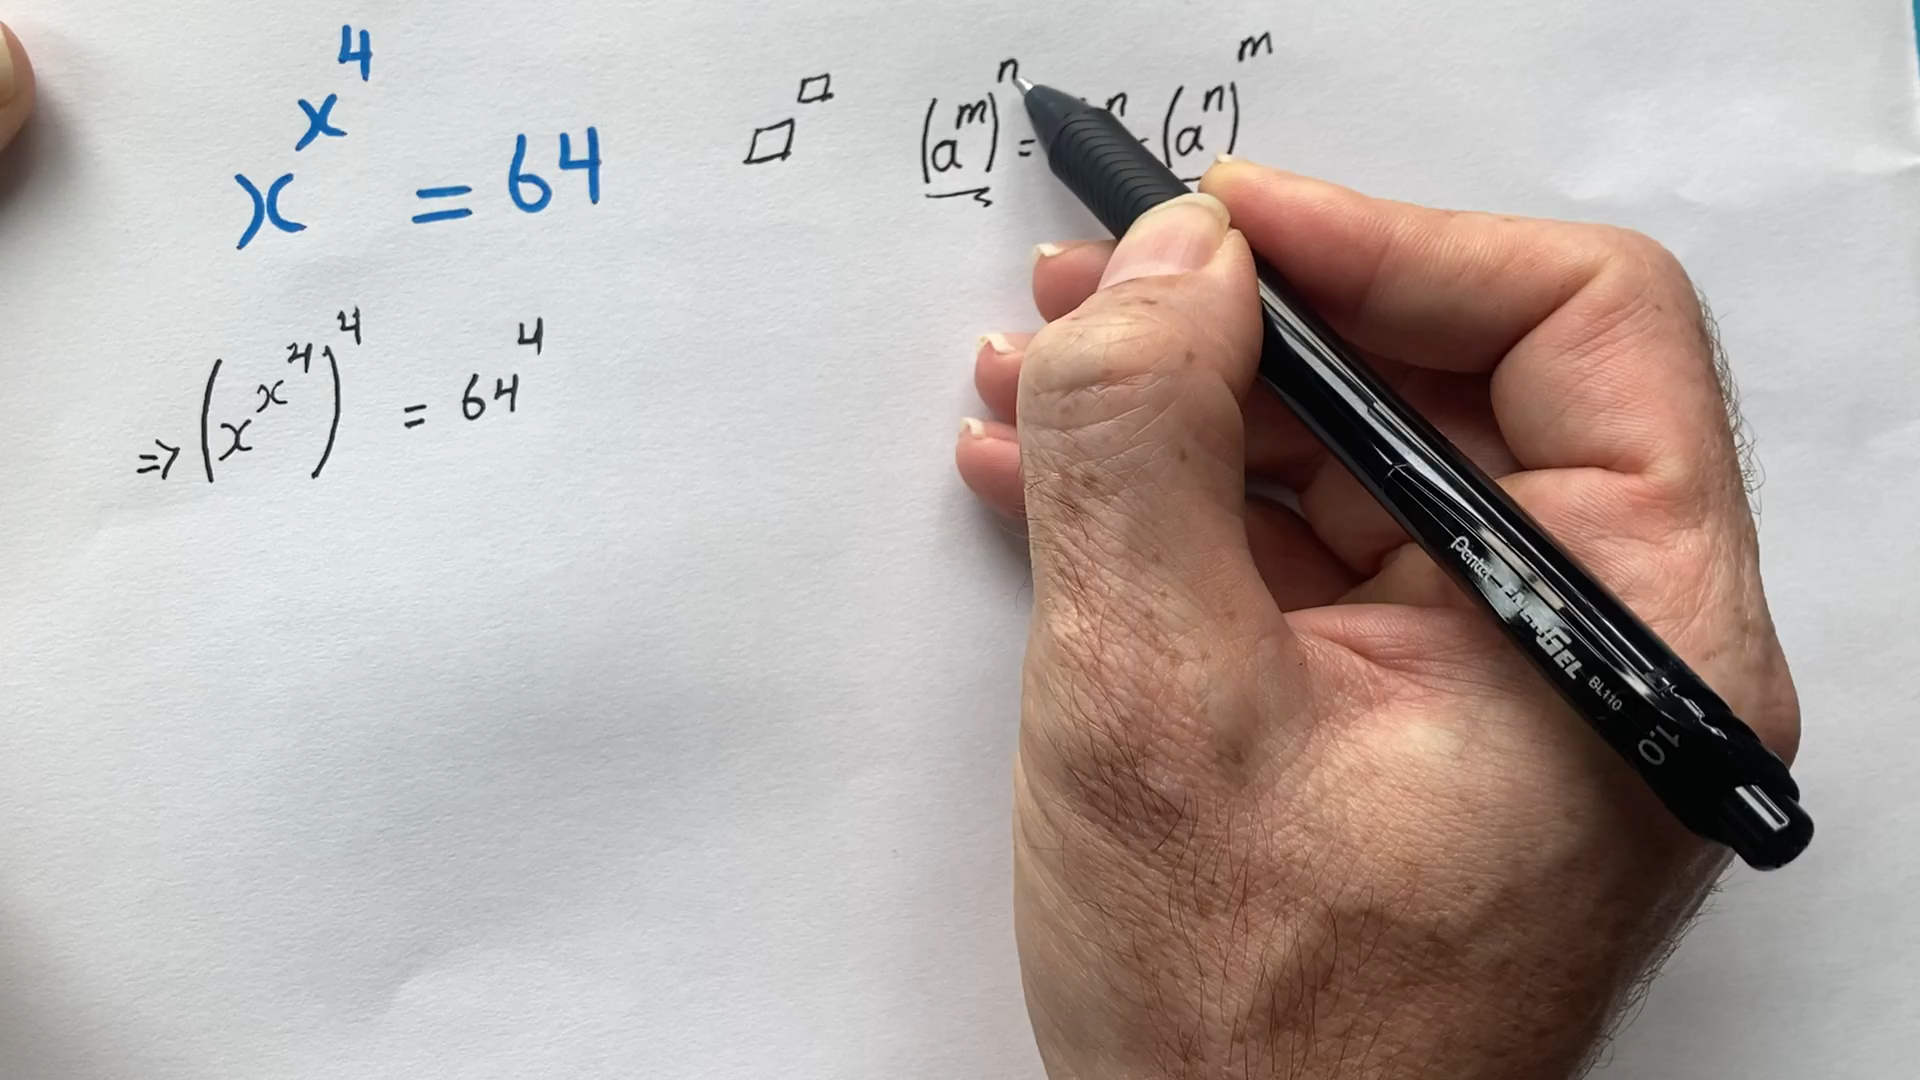 x^x^4 = 64
□^□
(a^m)^n = n = (a^n)^m
=> (x^x^4)^4 = 64^4
Pentel ENERGEL BL110 1.0